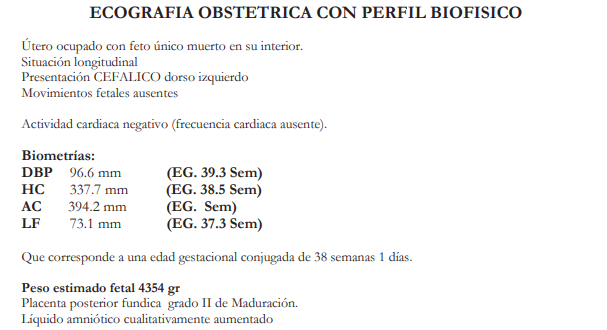 ECOGRAFIA OBSTETRICA CON PERFIL BIOFISICO
Útero ocupado con feto único muerto en su interior.
Situación longitudinal
Presentación CEFALICO dorso izquierdo
Movimientos fetales ausentes
Actividad cardiaca negativo (frecuencia cardiaca ausente).
Biometrías:
DBP 96.6 mm (EG. 39.3 Sem)
HC 337.7 mm (EG. 38.5 Sem)
AC 394.2 mm (EG. Sem)
LF 73.1 mm (EG. 37.3 Sem)
Que corresponde a una edad gestacional conjugada de 38 semanas 1 días.
Peso estimado fetal 4354 gr
Placenta posterior fundica grado II de Maduración.
Líquido amniótico cualitativamente aumentado